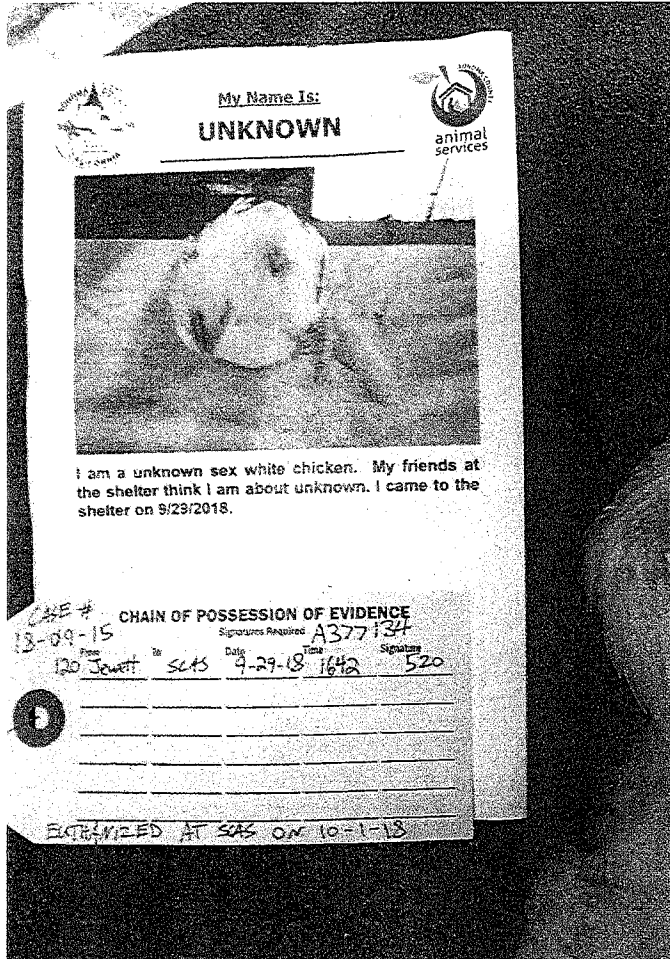 My Name Is:
UNKNOWN
SONOMA COUNTY
animal
services
CALIFORNIA
I am a unknown sex white chicken. My friends at
the shelter think I am about unknown. I came to the
shelter on 9/29/2018.
CASE #
18-09-15
CHAIN OF POSSESSION OF EVIDENCE
Signatures Required A377134
From To Date Time Signature
120 Jewett SCAS 9-29-18 1642 520
EUTHANIZED AT SCAS ON 10-1-18